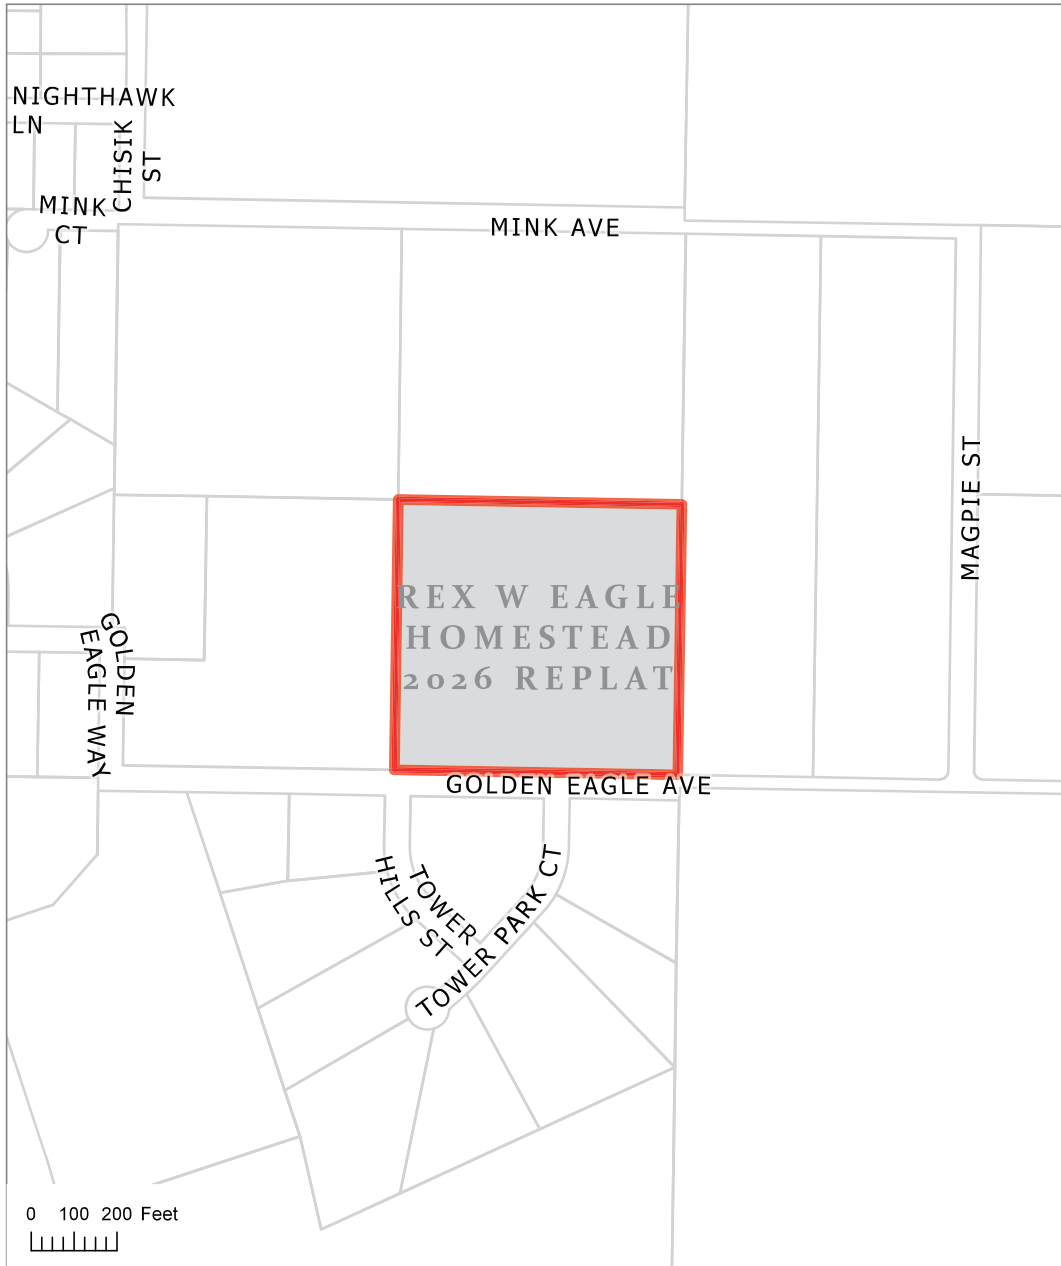 NIGHTHAWK
LN
CHISIK
ST
MINK
CT
MINK AVE
MAGPIE ST
REX W EAGLE
HOMESTEAD
2026 REPLAT
GOLDEN
EAGLE WAY
GOLDEN EAGLE AVE
TOWER
HILLS ST
TOWER PARK CT
0 100 200 Feet